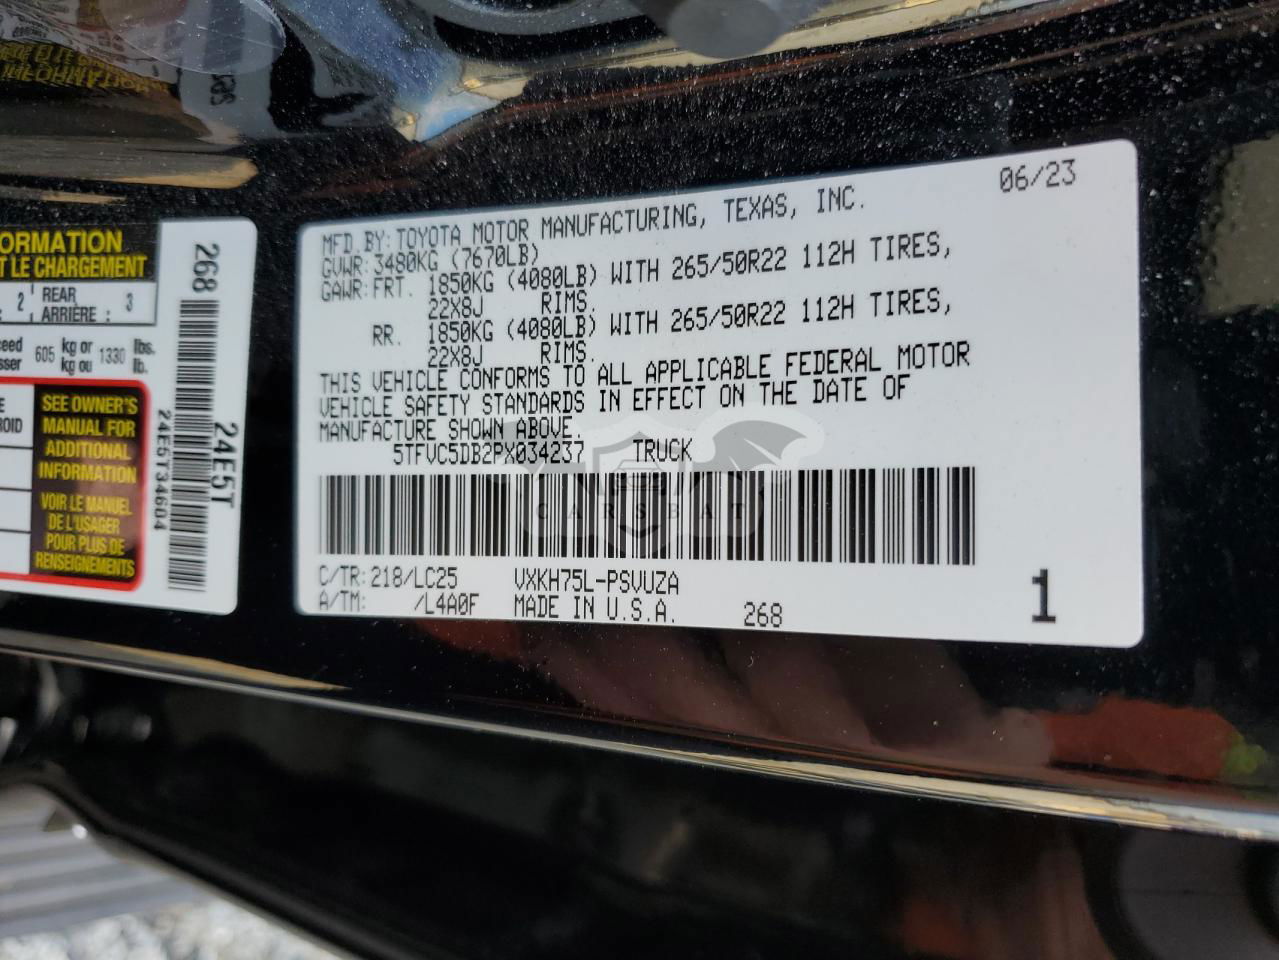 ORMATION
T LE CHARGEMENT
2 REAR ARRIÈRE : 3
ceed 605 kg or 1330 lbs.
sser kg ou lb.
SEE OWNER'S
MANUAL FOR
ADDITIONAL
INFORMATION
VOIR LE MANUEL
DE L'USAGER
POUR PLUS DE
RENSEIGNEMENTS
268
24E5T
24E5T34604
06/23
MFD.BY:TOYOTA MOTOR MANUFACTURING, TEXAS, INC.
GVWR:3480KG (7670LB)
GAWR:FRT. 1850KG (4080LB) WITH 265/50R22 112H TIRES,
22X8J RIMS.
RR. 1850KG (4080LB) WITH 265/50R22 112H TIRES,
22X8J RIMS.
THIS VEHICLE CONFORMS TO ALL APPLICABLE FEDERAL MOTOR
VEHICLE SAFETY STANDARDS IN EFFECT ON THE DATE OF
MANUFACTURE SHOWN ABOVE.
5TFVC5DB2PX034237 TRUCK
CARSBAT
C/TR:218/LC25 VXKH75L-PSVUZA
A/TM: /L4A0F MADE IN U.S.A. 268
1